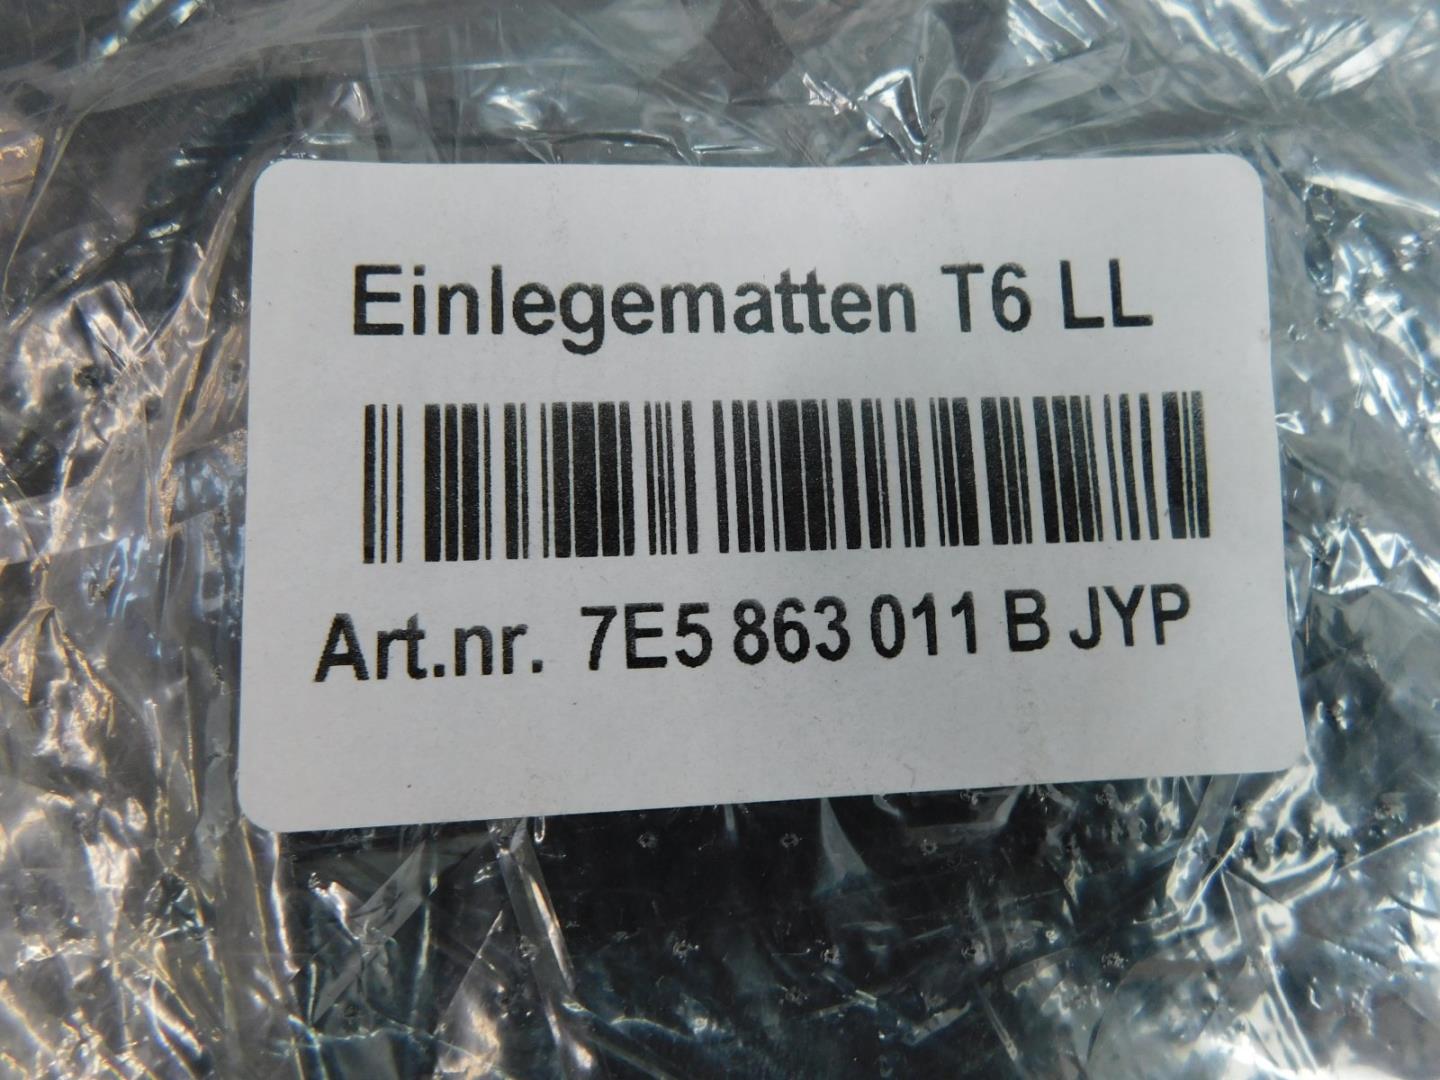 Einlegematten T6 LL
Art.nr. 7E5 863 011 B JYP